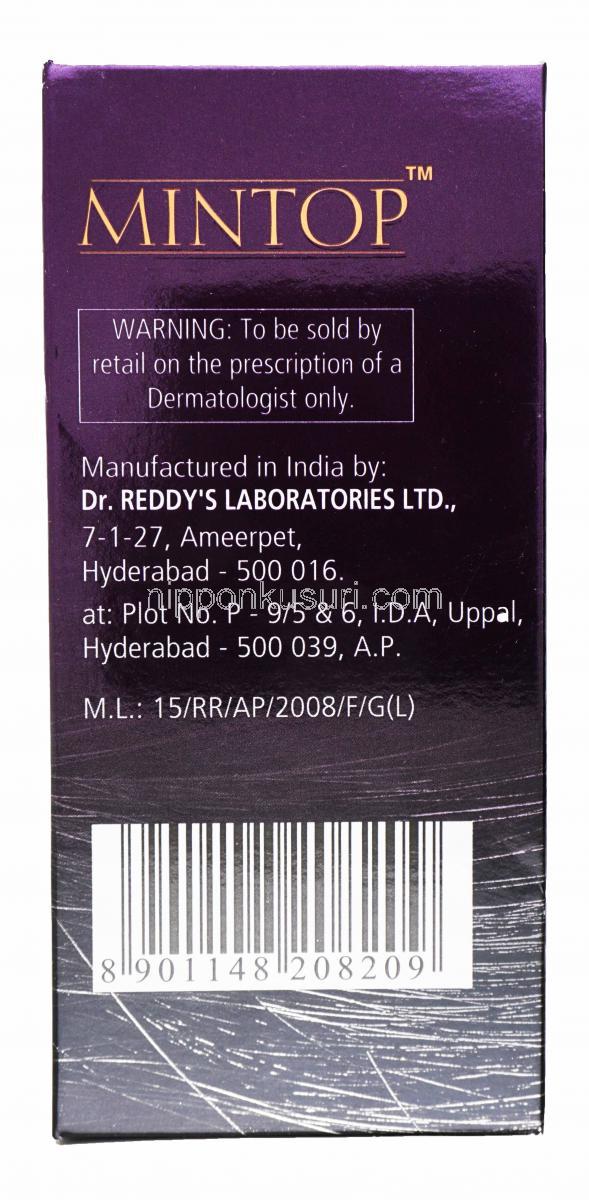 MINTOP™
WARNING: To be sold by
retail on the prescription of a
Dermatologist only.
Manufactured in India by:
Dr. REDDY'S LABORATORIES LTD.,
7-1-27, Ameerpet,
Hyderabad - 500 016.
nipponkusuri.com
at: Plot No. P - 9/5 & 6, I.D.A, Uppal,
Hyderabad - 500 039, A.P.
M.L.: 15/RR/AP/2008/F/G(L)
8 901148 208209